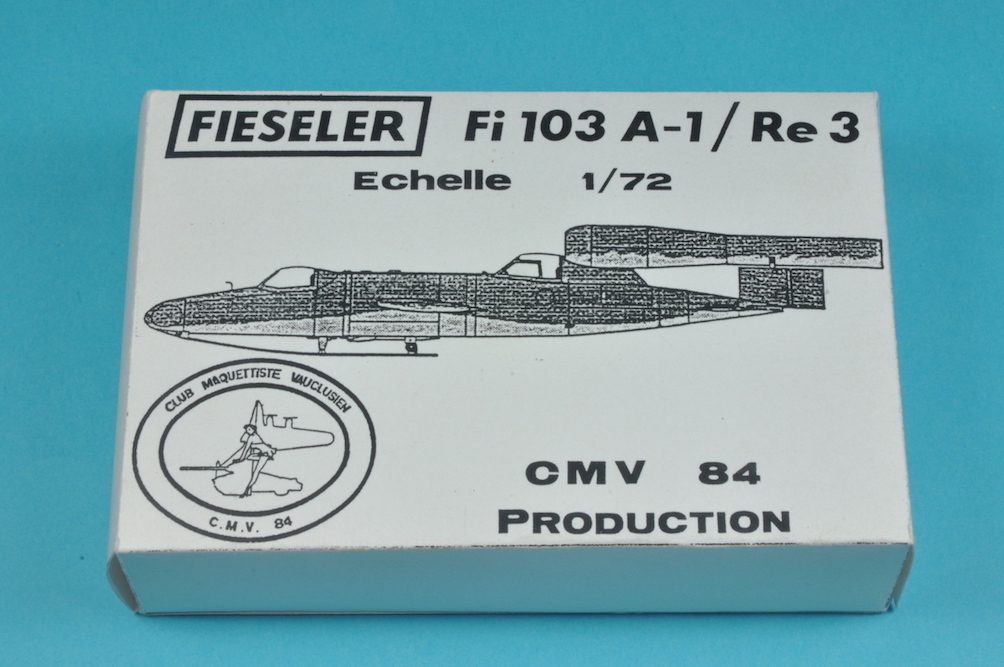 FIESELER Fi 103 A-1/Re 3
Echelle 1/72
CLUB MAQUETTISTE VAUCLUSIEN
C.M.V. 84
CMV 84
PRODUCTION